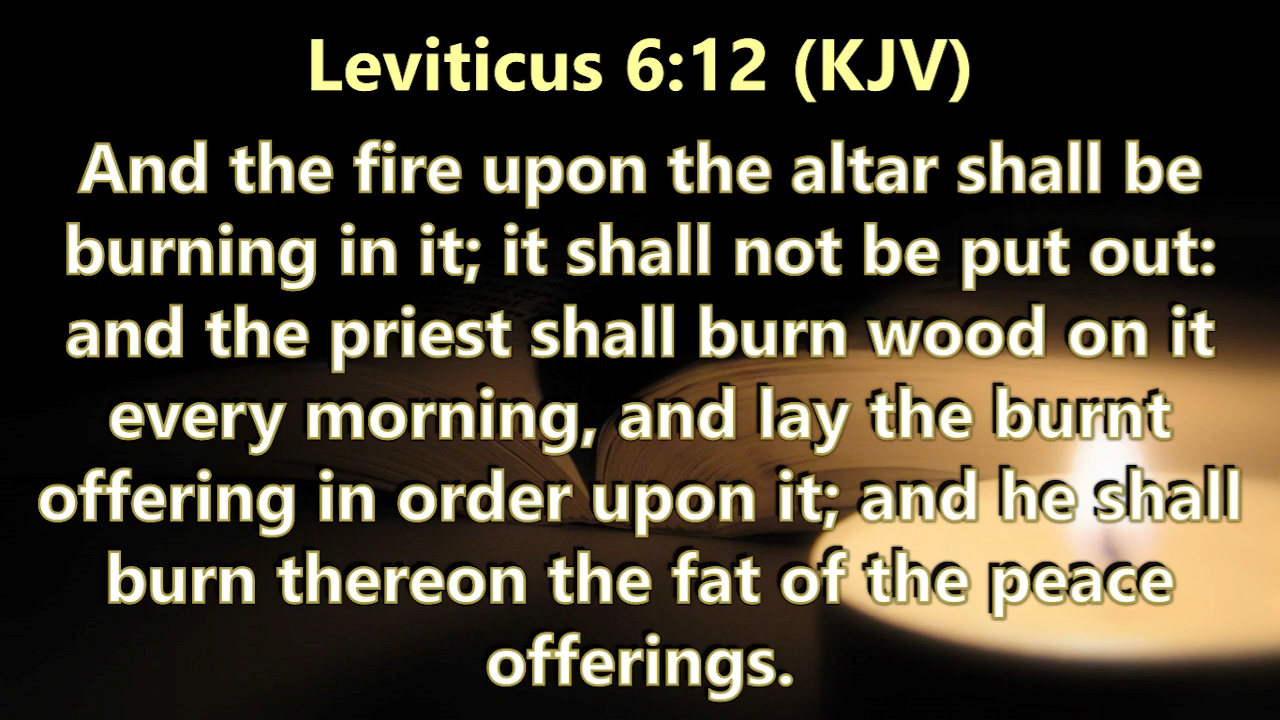 Leviticus 6:12 (KJV)
And the fire upon the altar shall be
burning in it; it shall not be put out:
and the priest shall burn wood on it
every morning, and lay the burnt
offering in order upon it; and he shall
burn thereon the fat of the peace
offerings.